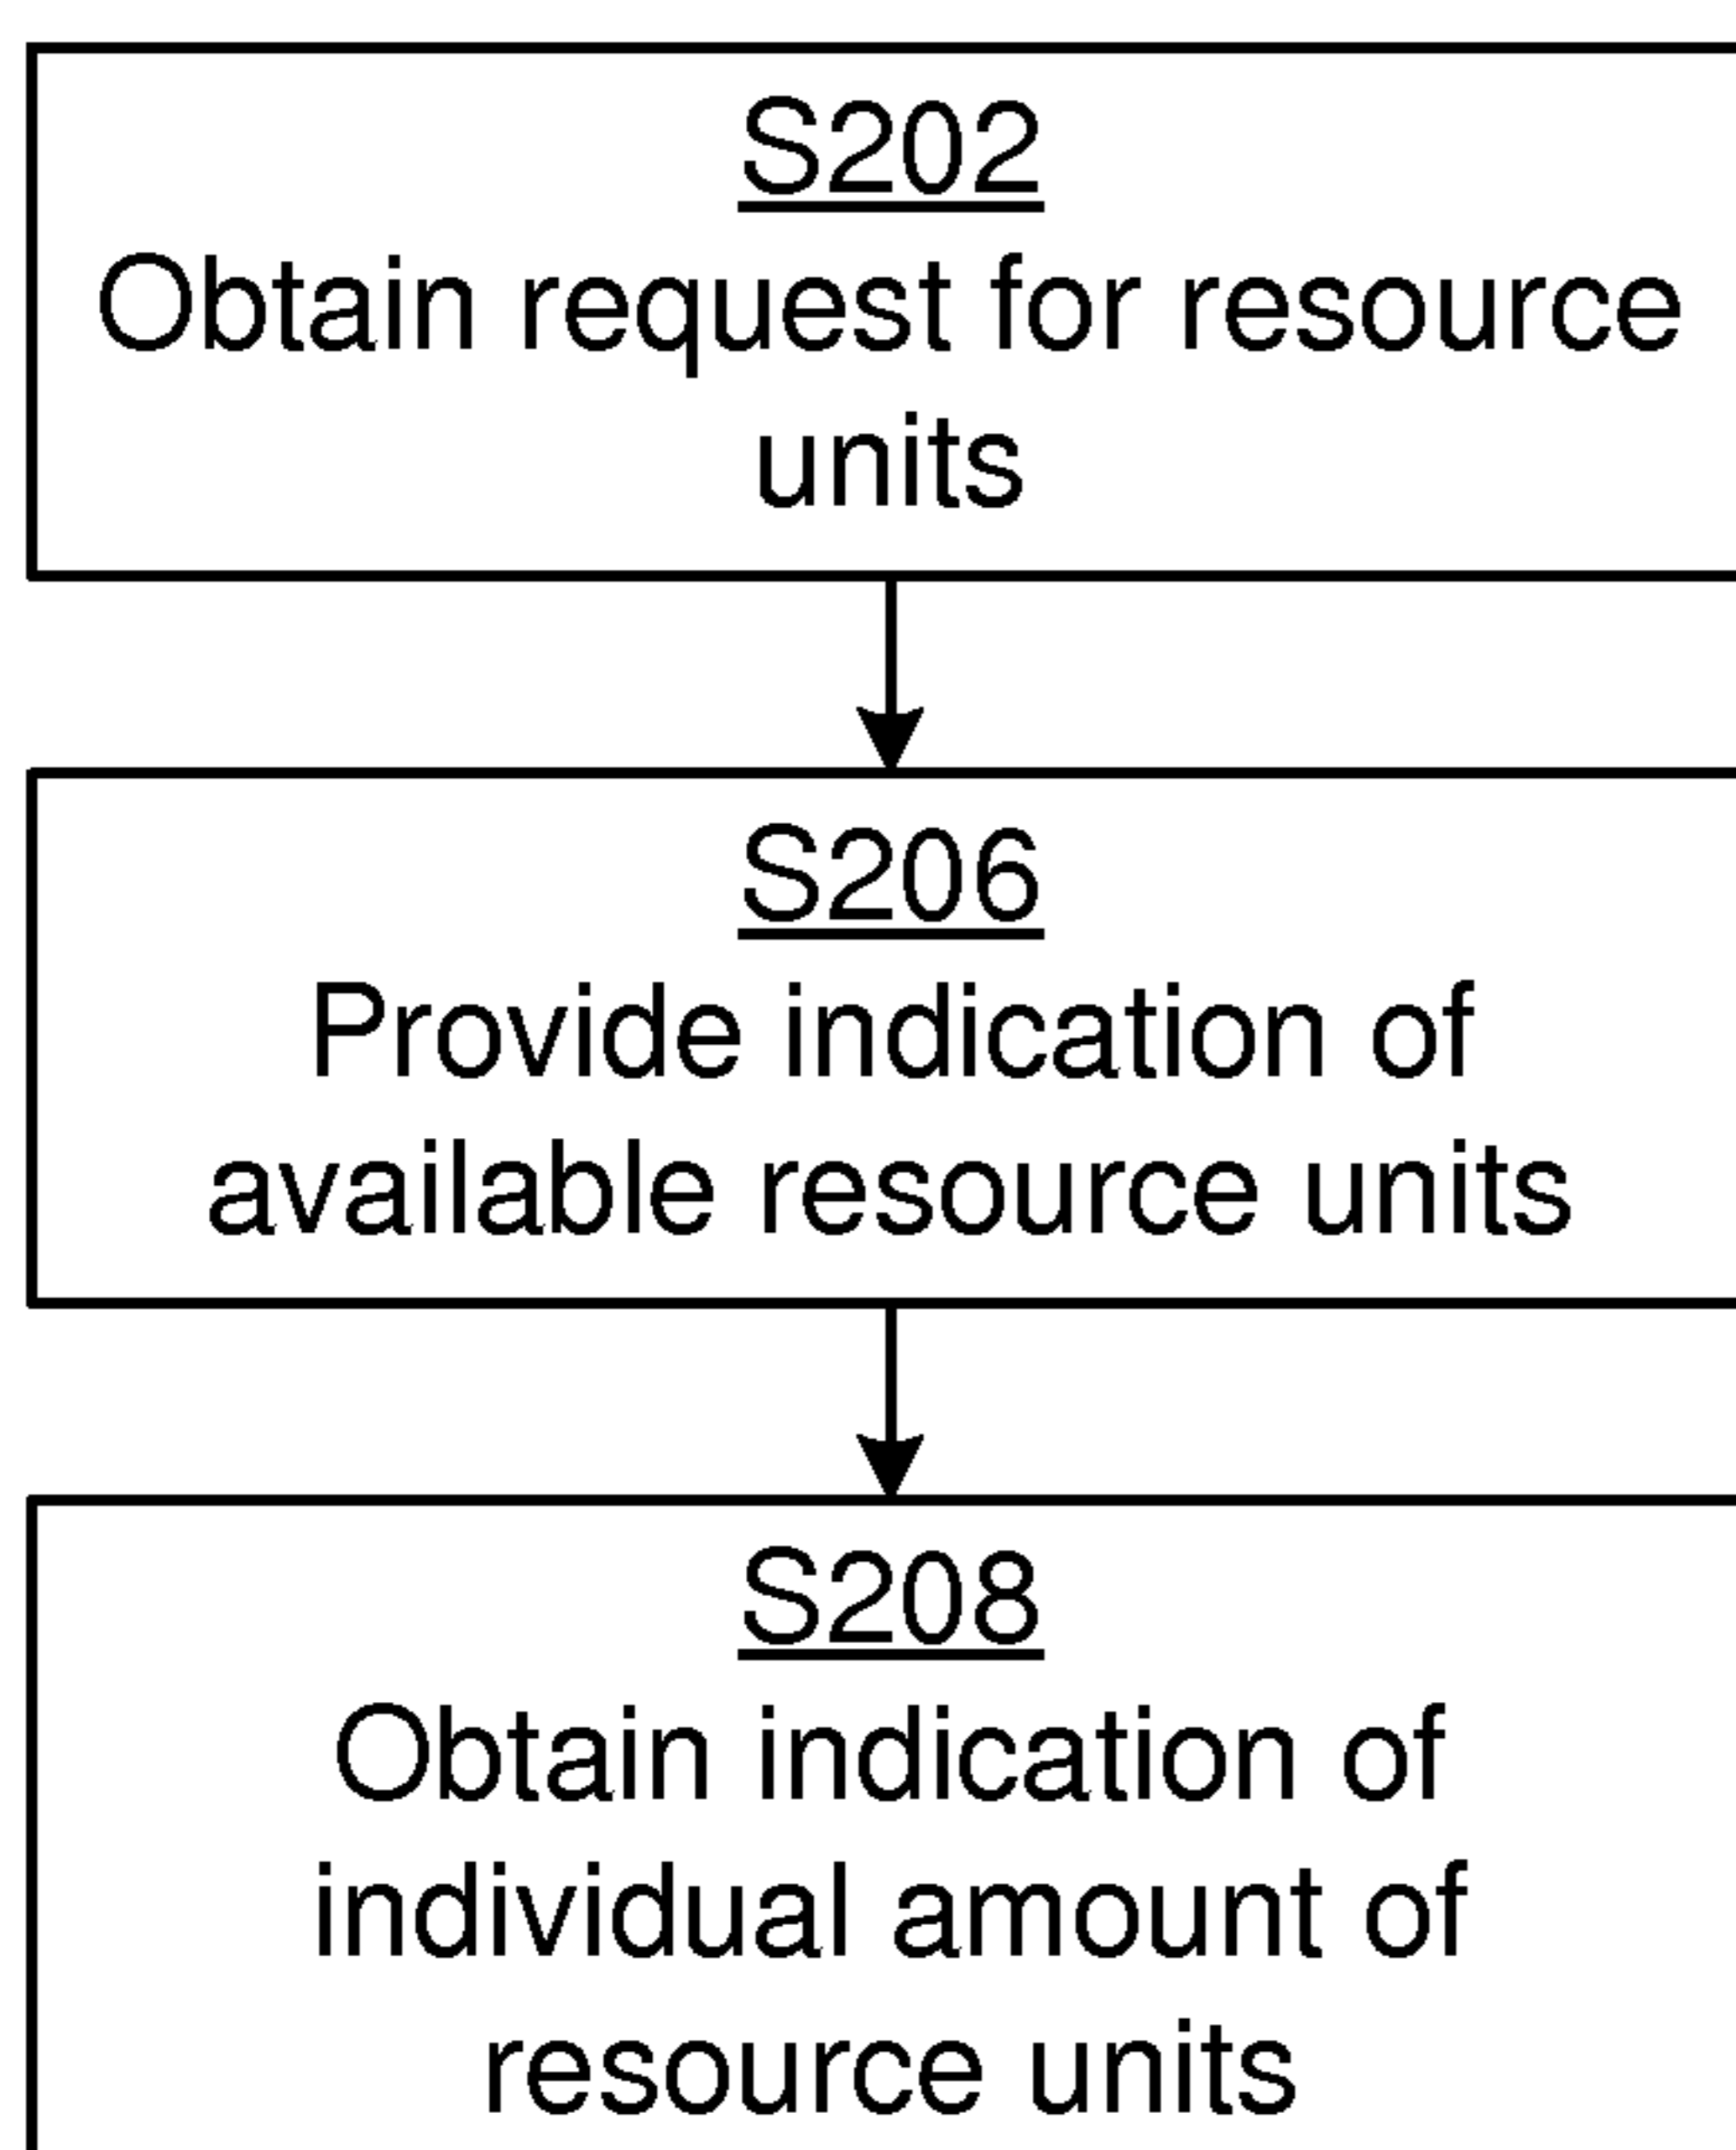 S202
Obtain request for resource
units
S206
Provide indication of
available resource units
S208
Obtain indication of
individual amount of
resource units